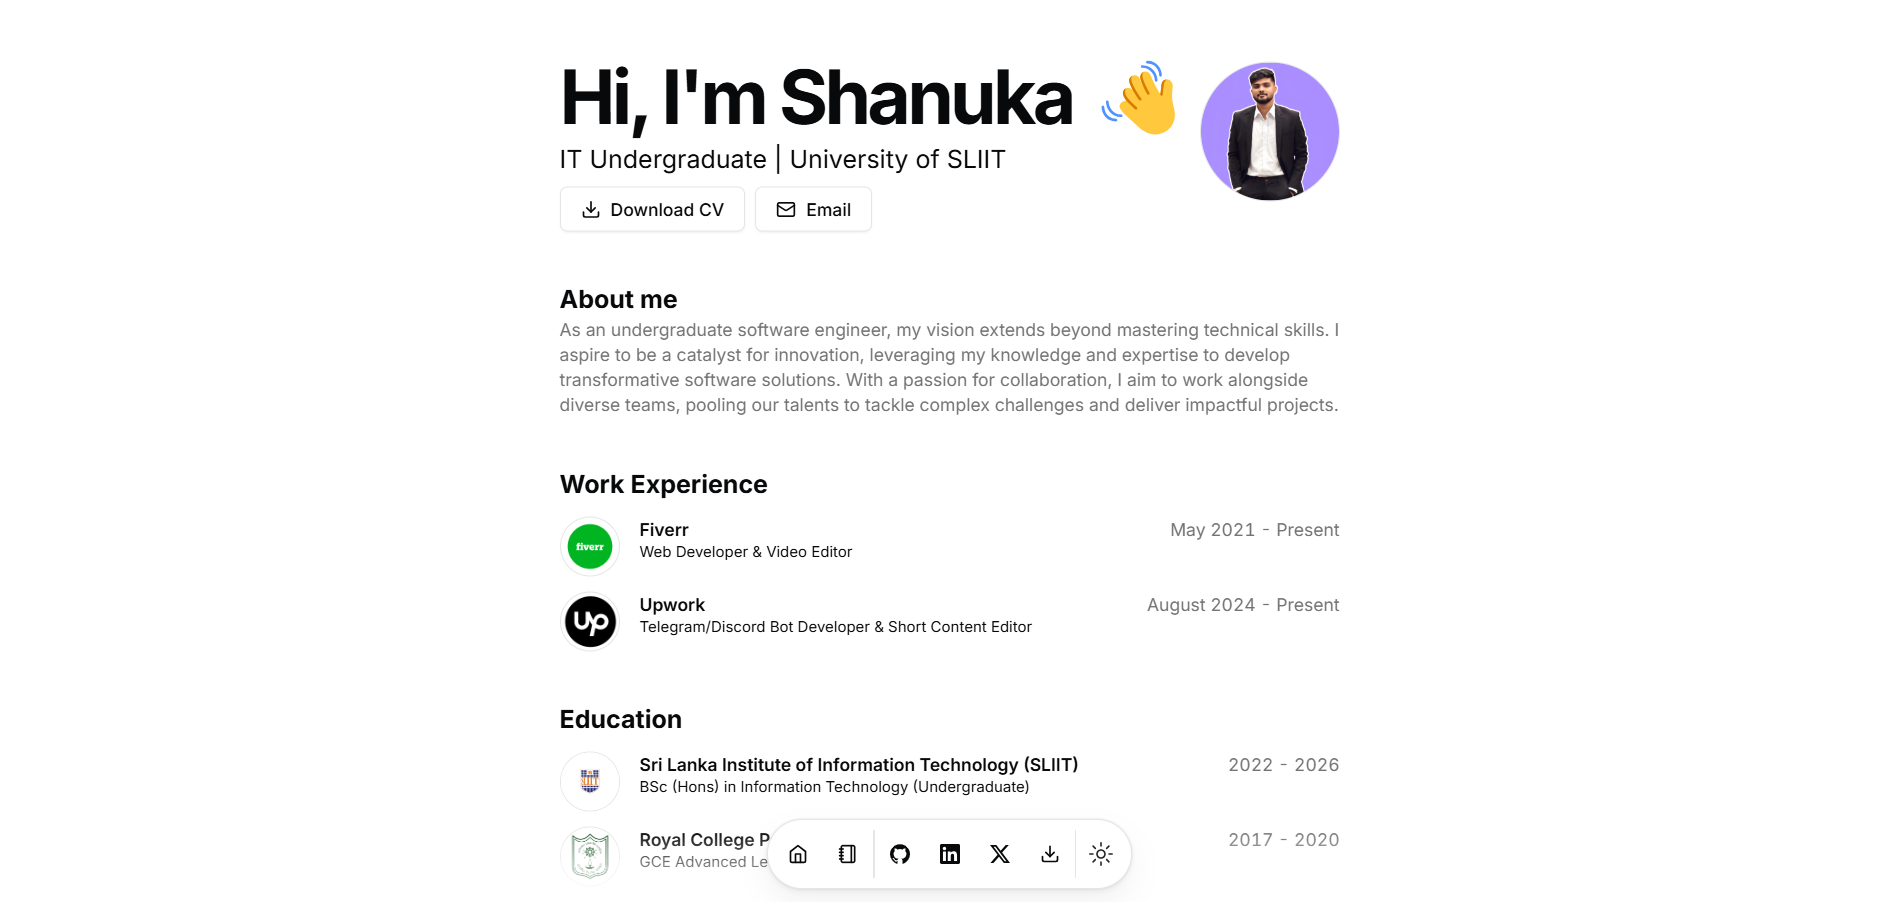 Hi, I'm Shanuka
IT Undergraduate | University of SLIIT
Download CV
Email
About me
As an undergraduate software engineer, my vision extends beyond mastering technical skills. I
aspire to be a catalyst for innovation, leveraging my knowledge and expertise to develop
transformative software solutions. With a passion for collaboration, I aim to work alongside
diverse teams, pooling our talents to tackle complex challenges and deliver impactful projects.
Work Experience
fiverr
Fiverr
May 2021 - Present
Web Developer & Video Editor
up
Upwork
August 2024 - Present
Telegram/Discord Bot Developer & Short Content Editor
Education
SLIIT
Sri Lanka Institute of Information Technology (SLIIT)
2022 - 2026
BSc (Hons) in Information Technology (Undergraduate)
Royal College P
2017 - 2020
GCE Advanced Le